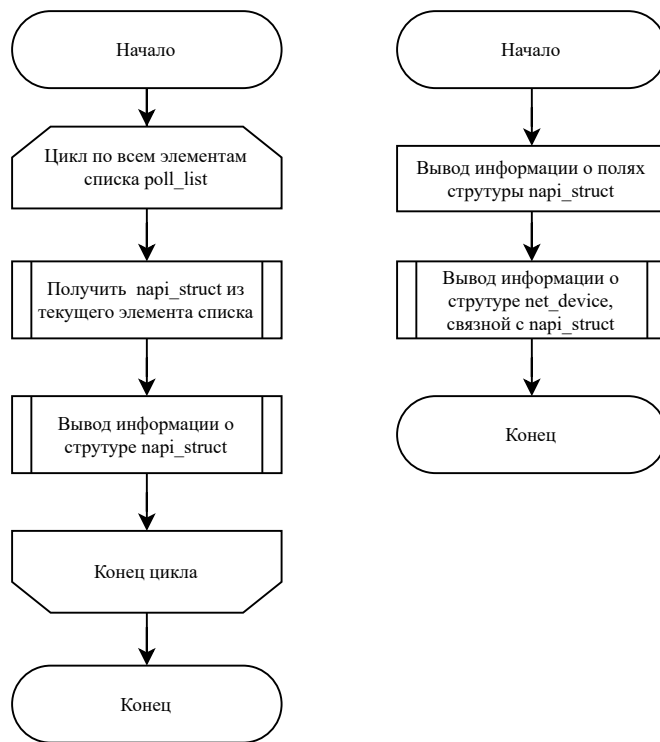 Начало
Цикл по всем элементам
списка poll_list
Получить napi_struct из
текущего элемента списка
Вывод информации о
струтуре napi_struct
Конец цикла
Конец
Начало
Вывод информации о полях
струтуры napi_struct
Вывод информации о
струтуре net_device,
связной с napi_struct
Конец